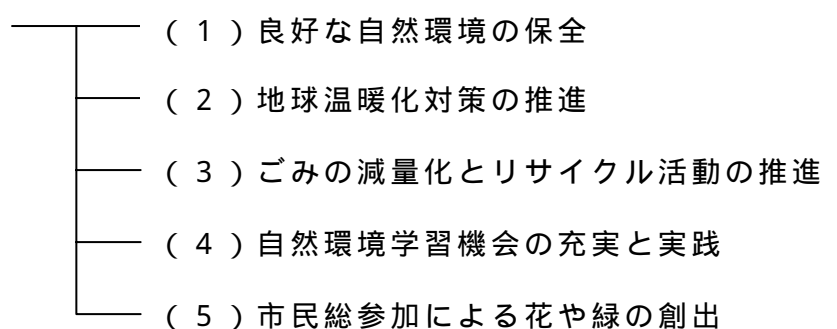 (１)良好な自然環境の保全
(２)地球温暖化対策の推進
(３)ごみの減量化とリサイクル活動の推進
(４)自然環境学習機会の充実と実践
(５)市民総参加による花や緑の創出